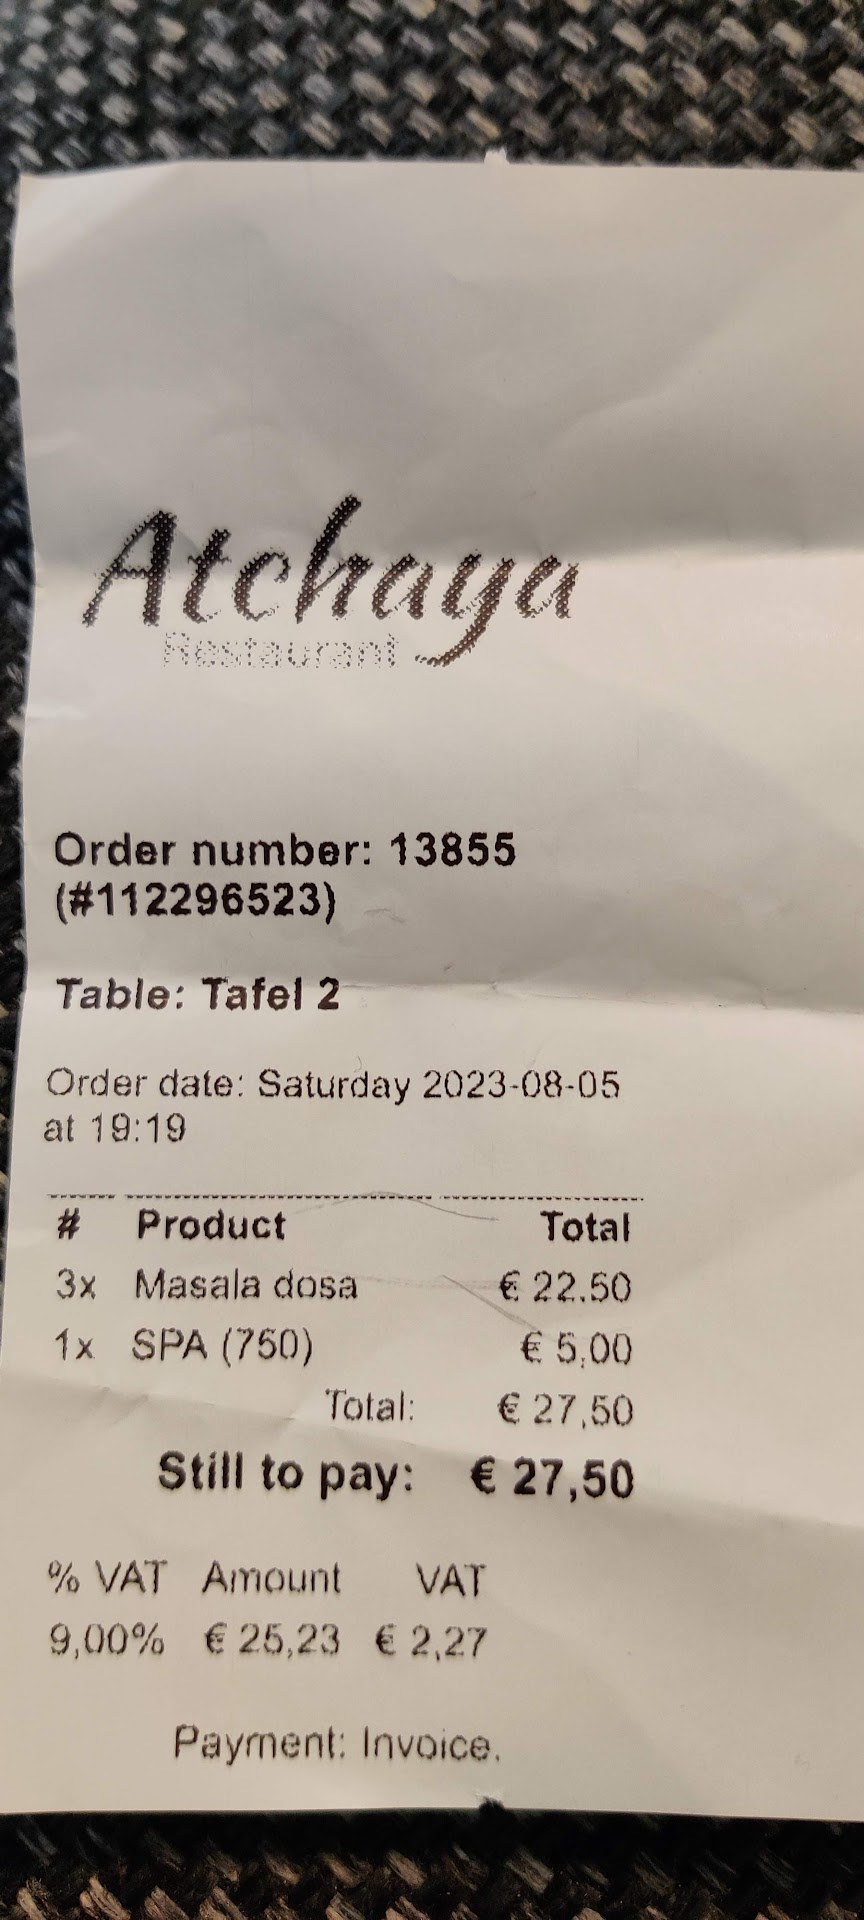 Atchaya
Restaurant
Order number: 13855
(#112296523)
Table: Tafel 2
Order date: Saturday 2023-08-05
at 19:19
# Product Total
3x Masala dosa € 22,50
1x SPA (750) € 5,00
Total: € 27,50
Still to pay: € 27,50
% VAT Amount VAT
9,00% € 25,23 € 2,27
Payment: Invoice.